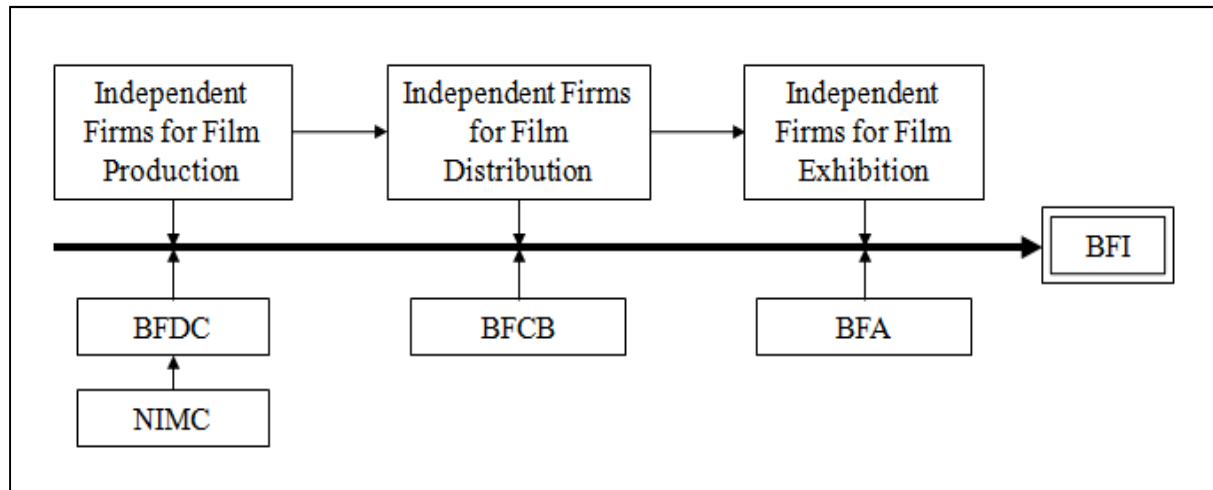 Independent
Firms for Film
Production
Independent Firms
for Film
Distribution
Independent
Firms for Film
Exhibition
BFI
BFDC
BFCB
BFA
NIMC